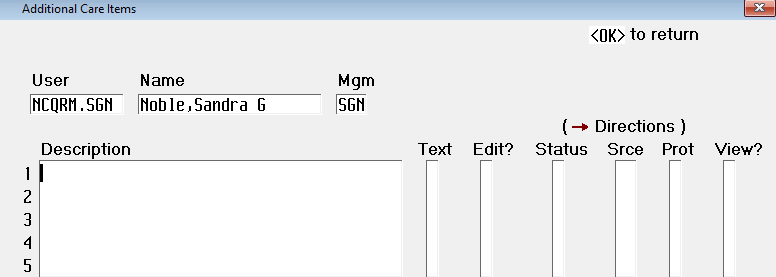 Additional Care Items
<OK> to return
User Name Mgm
NCQRM.SGN Noble,Sandra G SGN
( → Directions )
Description Text Edit? Status Srce Prot View?
1
2
3
4
5